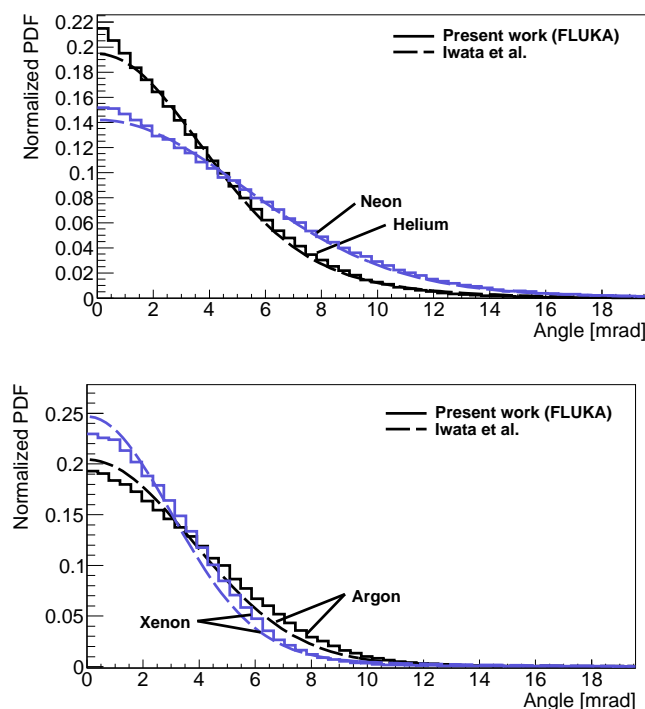 Normalized PDF
0.22
0.2
0.18
0.16
0.14
0.12
0.1
0.08
0.06
0.04
0.02
0
Present work (FLUKA)
Iwata et al.
Neon
Helium
0 2 4 6 8 10 12 14 16 18
Angle [mrad]
Normalized PDF
0.25
0.2
0.15
0.1
0.05
0
Present work (FLUKA)
Iwata et al.
Argon
Xenon
0 2 4 6 8 10 12 14 16 18
Angle [mrad]